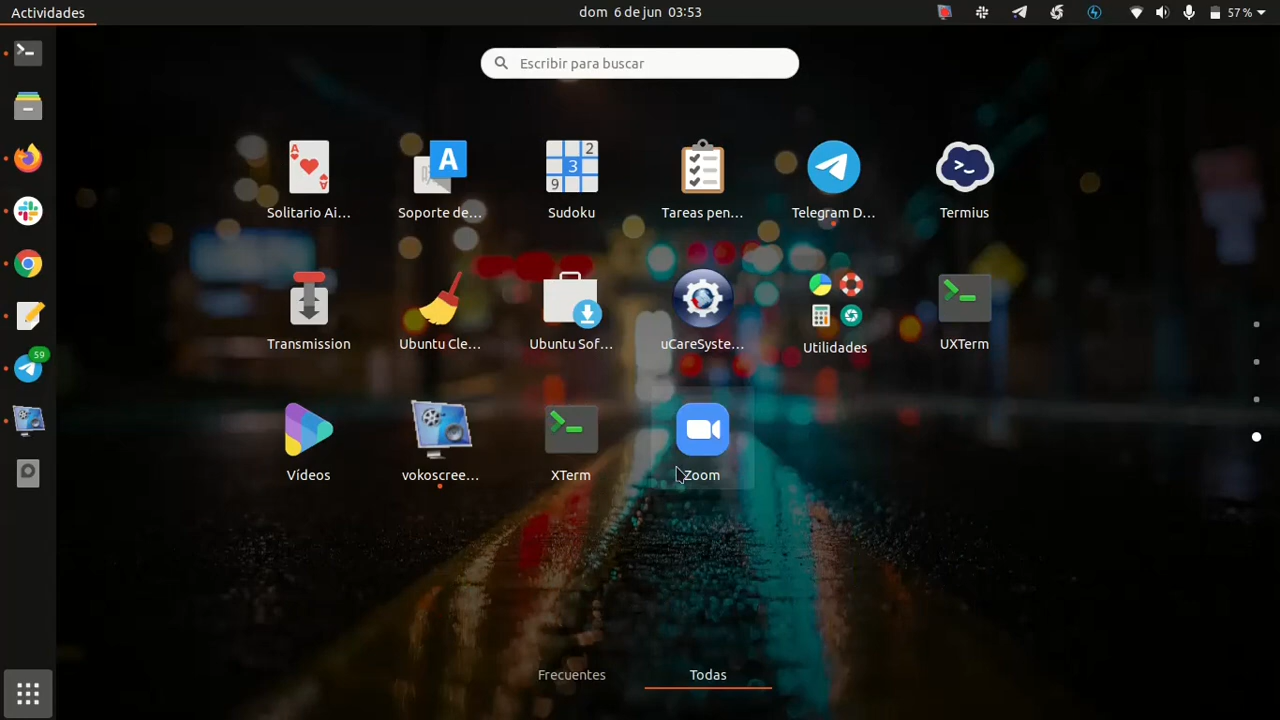 Actividades
dom 6 de jun 03:53
57 %
Escribir para buscar
Solitario Ai...
Soporte de...
Sudoku
Tareas pen...
Telegram D...
Termius
Transmission
Ubuntu Cle...
Ubuntu Sof...
uCareSyste...
Utilidades
UXTerm
59
Vídeos
vokoscree...
XTerm
Zoom
Frecuentes
Todas